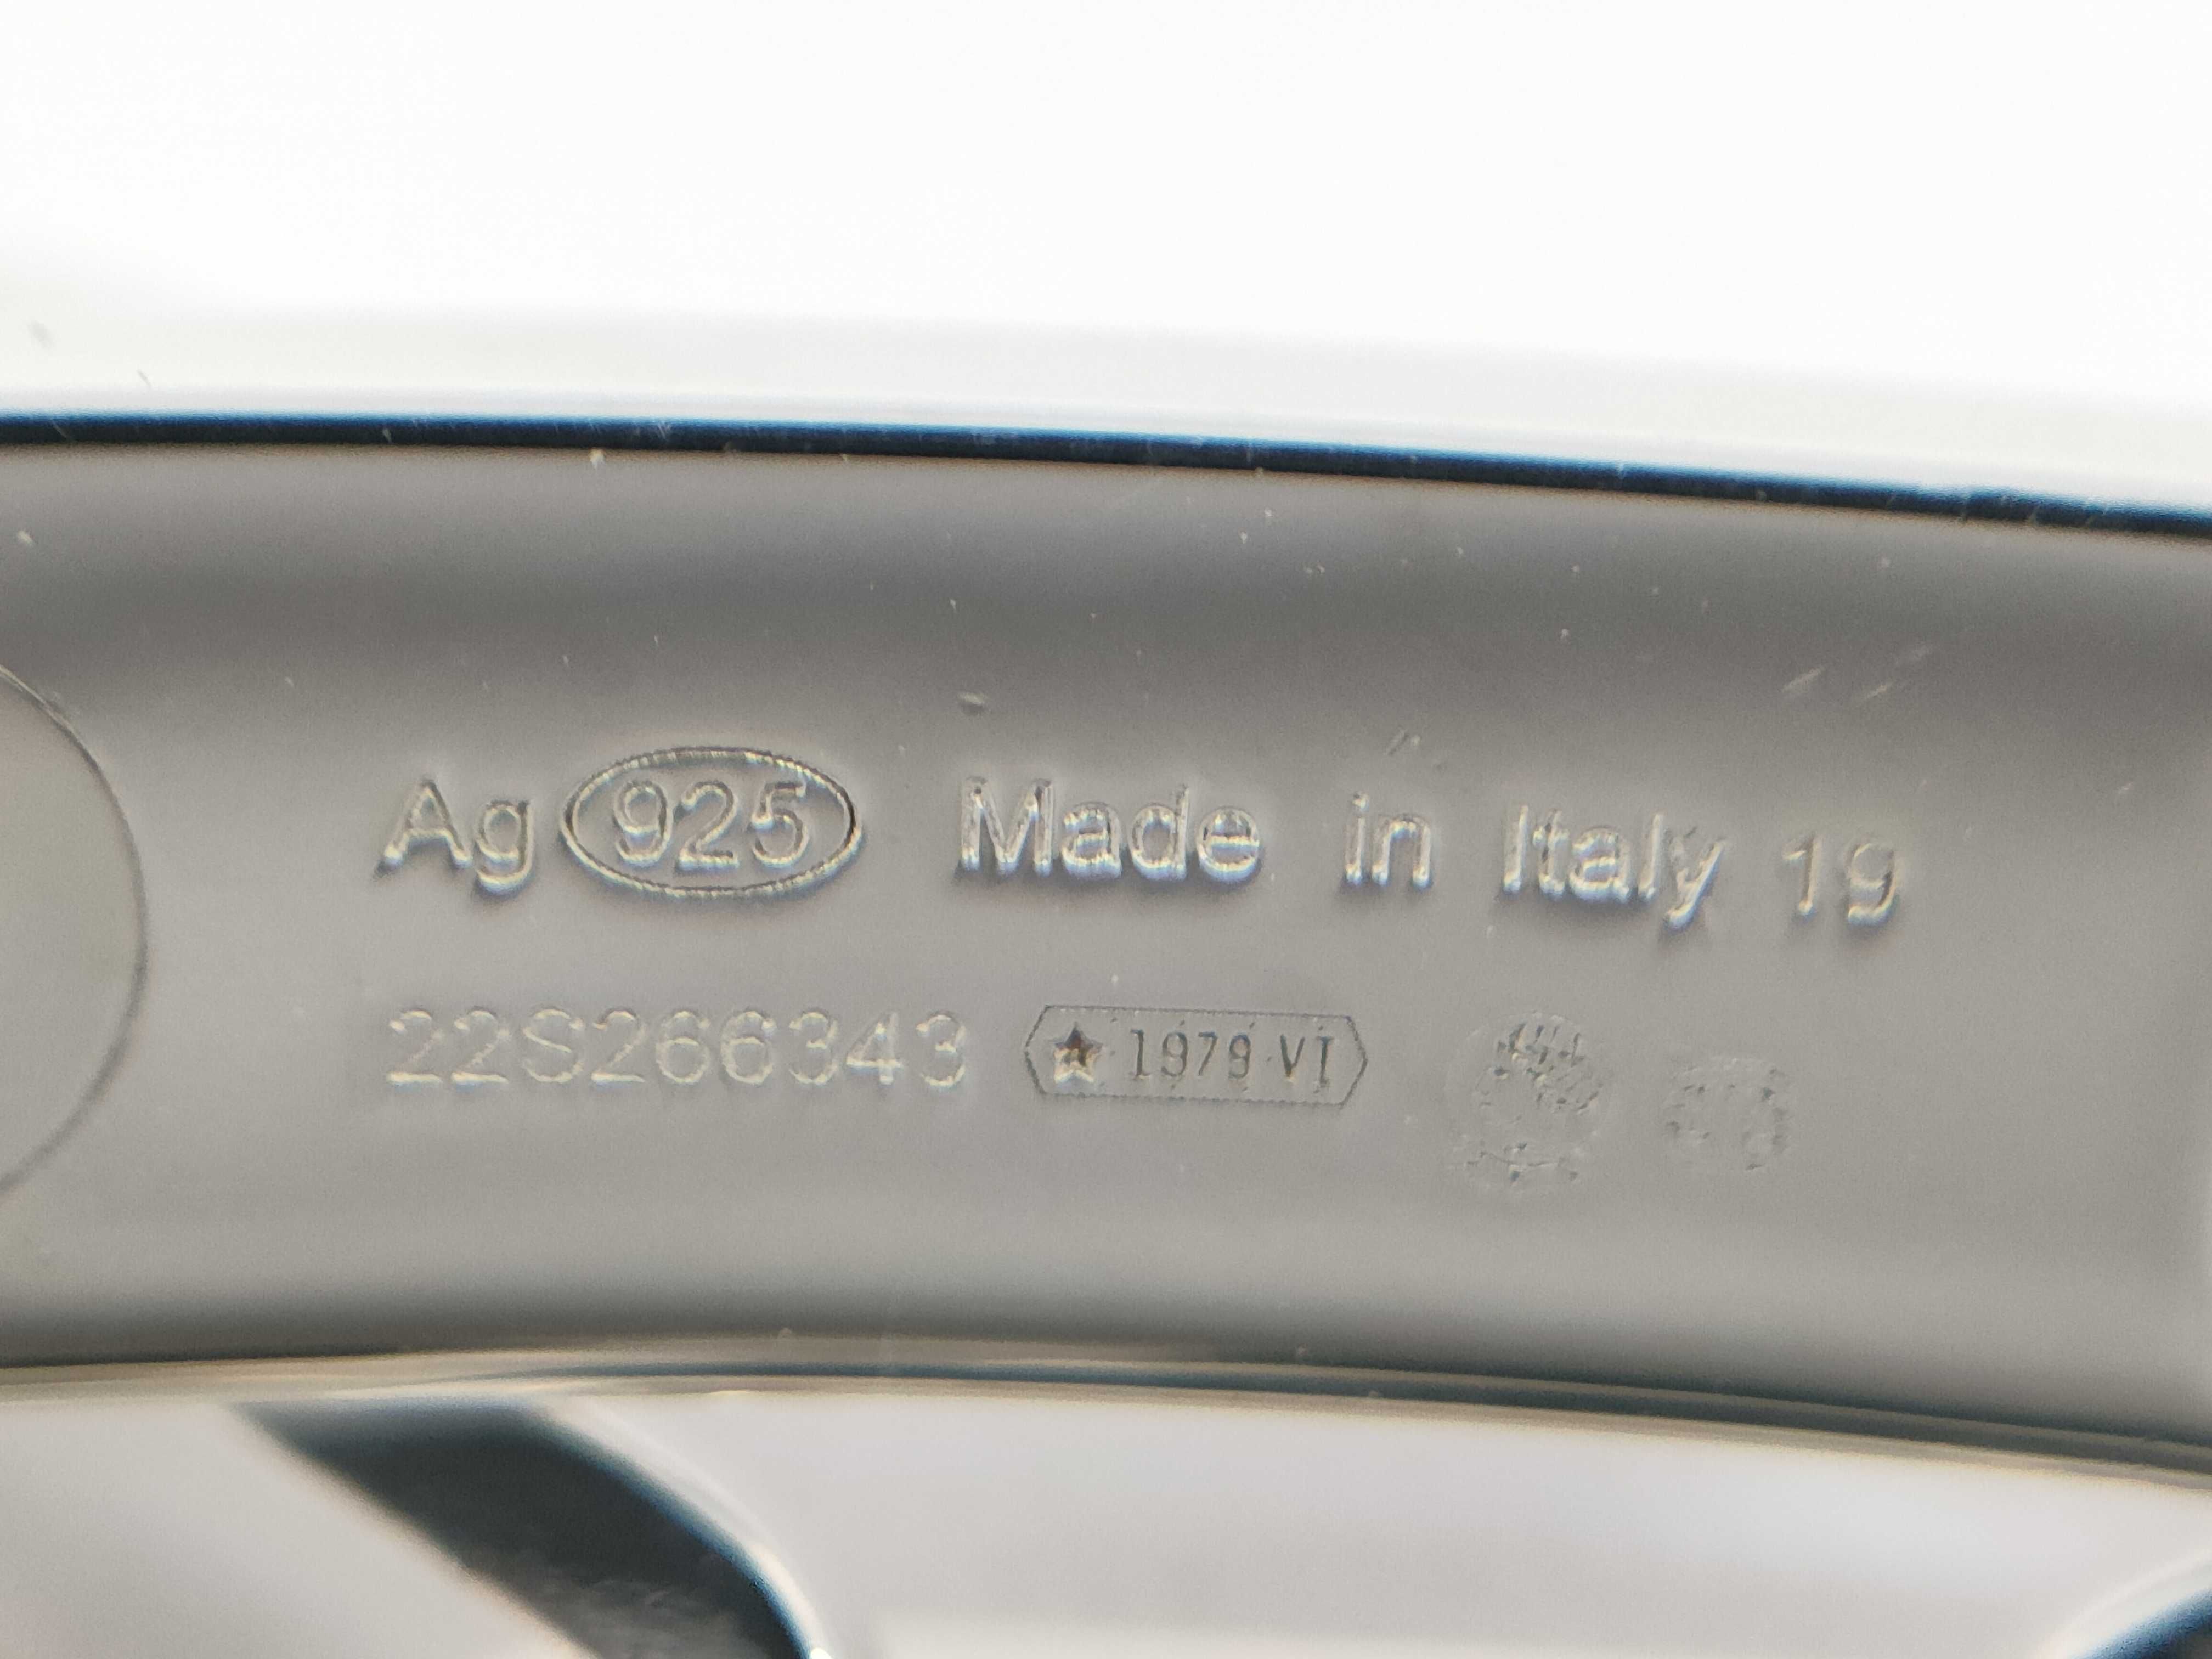 Ag 925 Made in Italy 19
22S266343 ★ 1979 VI